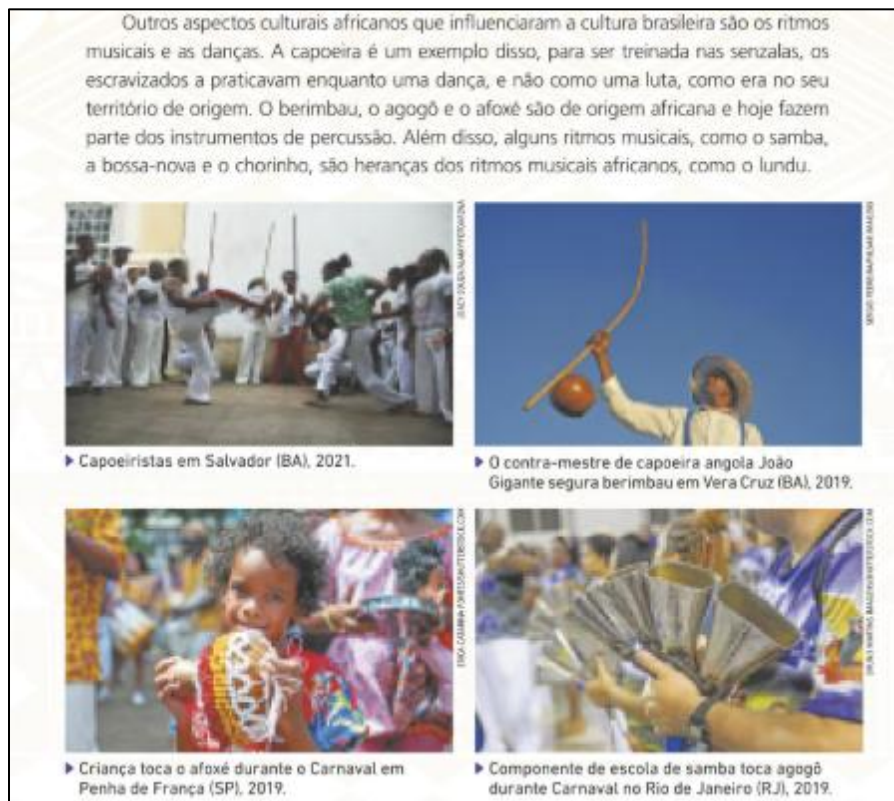 Outros aspectos culturais africanos que influenciaram a cultura brasileira são os ritmos
musicais e as danças. A capoeira é um exemplo disso, para ser treinada nas senzalas, os
escravizados a praticavam enquanto uma dança, e não como uma luta, como era no seu
território de origem. O berimbau, o agogô e o afoxé são de origem africana e hoje fazem
parte dos instrumentos de percussão. Além disso, alguns ritmos musicais, como o samba,
a bossa-nova e o chorinho, são heranças dos ritmos musicais africanos, como o lundu.
Capoeiristas em Salvador (BA), 2021.
O contra-mestre de capoeira angola João
Gigante segura berimbau em Vera Cruz (BA), 2019.
Criança toca o afoxé durante o Carnaval em
Penha de França (SP), 2019.
Componente de escola de samba toca agogô
durante Carnaval no Rio de Janeiro (RJ), 2019.